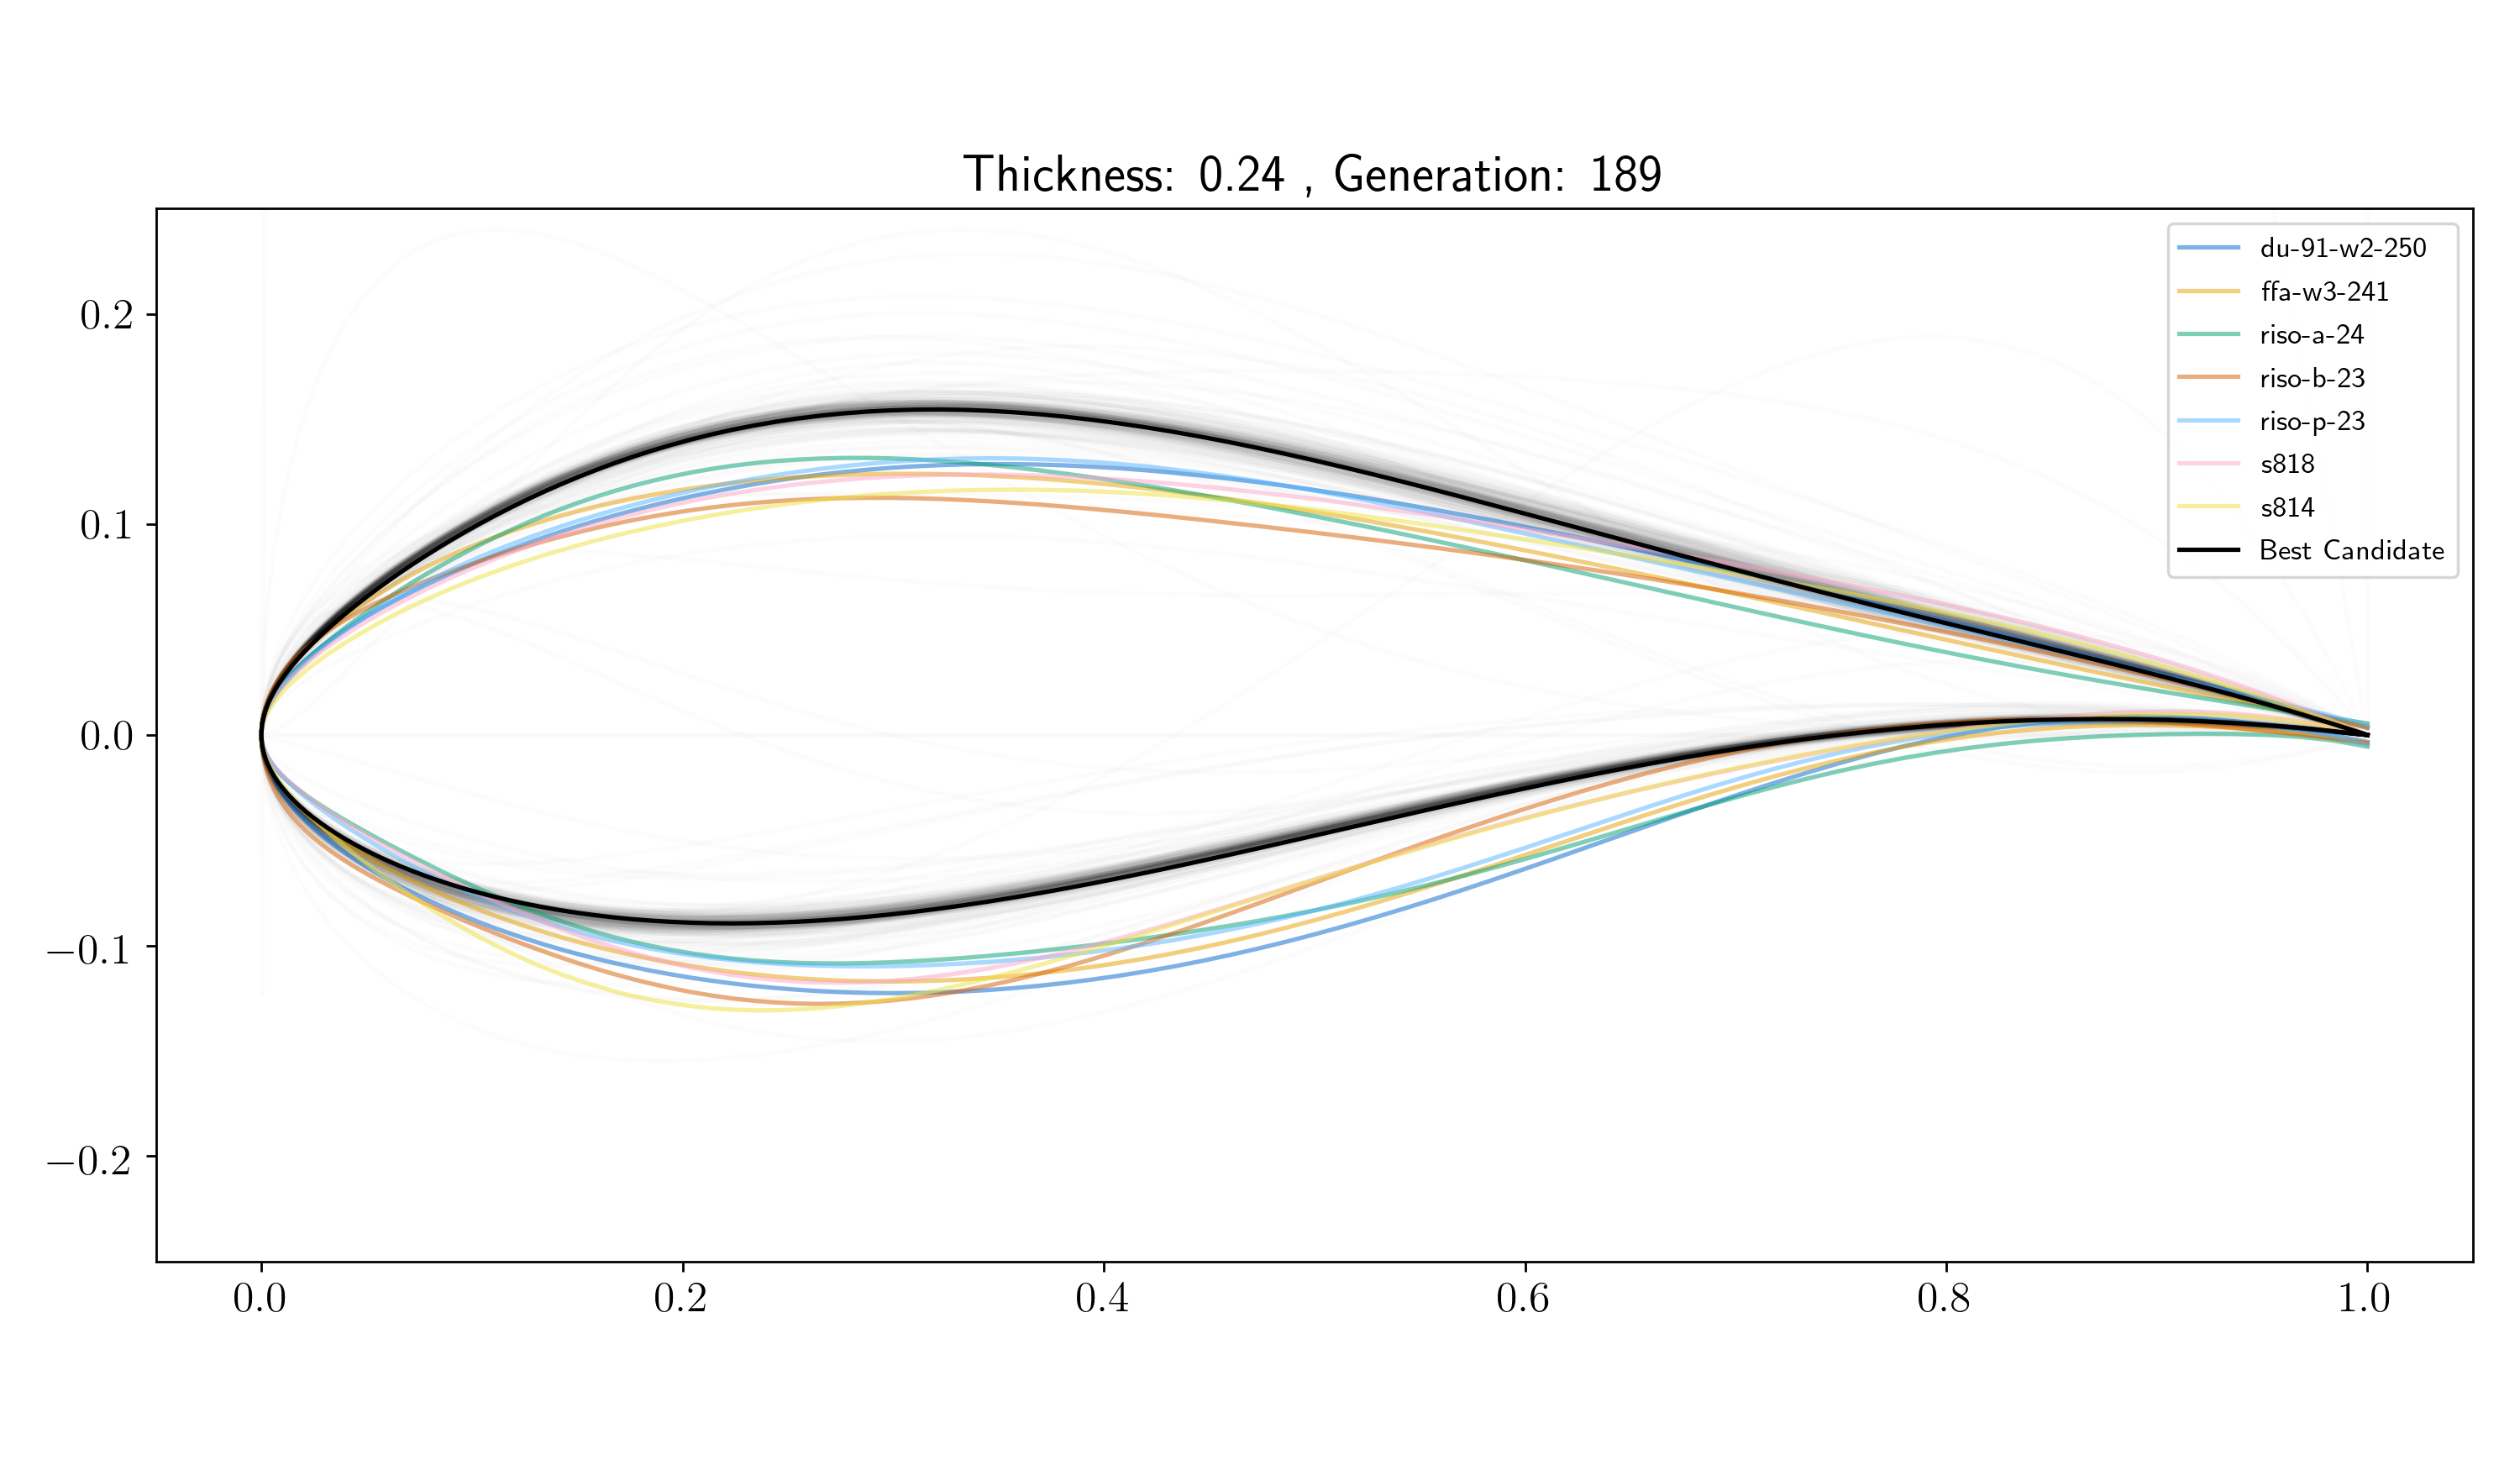 Thickness: 0.24 , Generation: 189
du-91-w2-250
ffa-w3-241
riso-a-24
riso-b-23
riso-p-23
s818
s814
Best Candidate
0.2
0.1
0.0
−0.1
−0.2
0.0 0.2 0.4 0.6 0.8 1.0